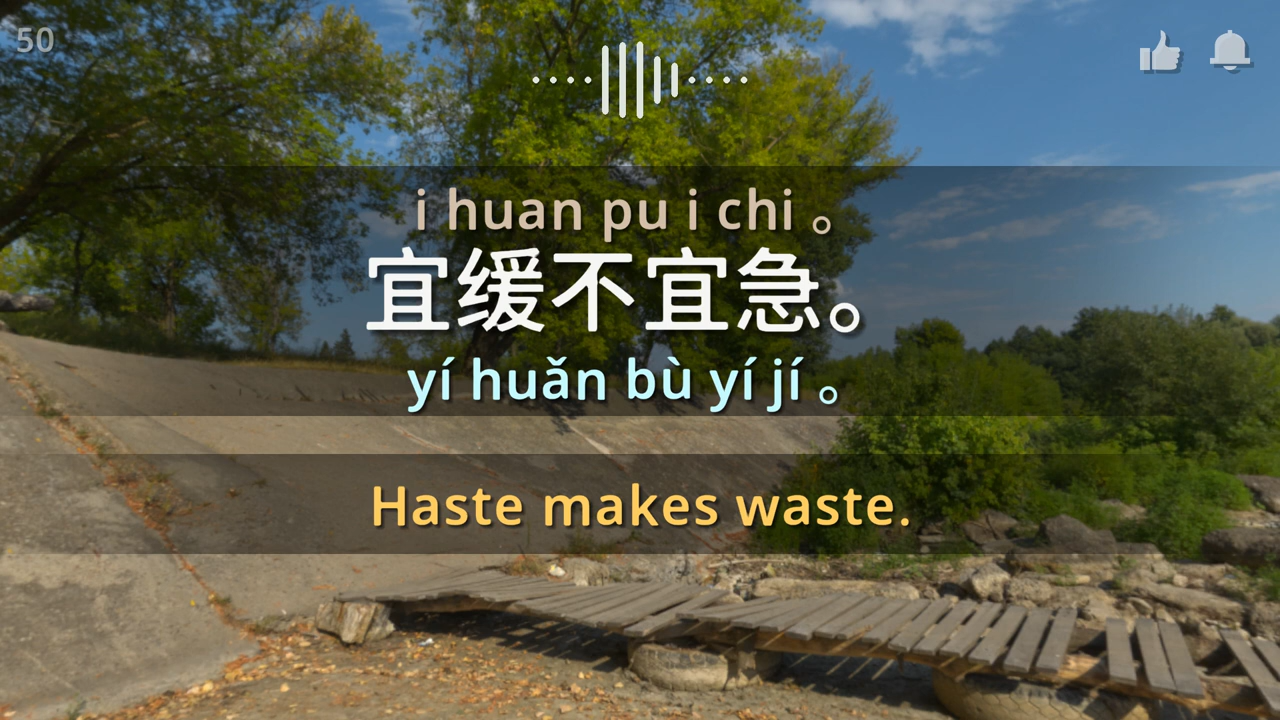 50
i huan pu i chi 。
宜缓不宜急。
yí huǎn bù yí jí 。
Haste makes waste.